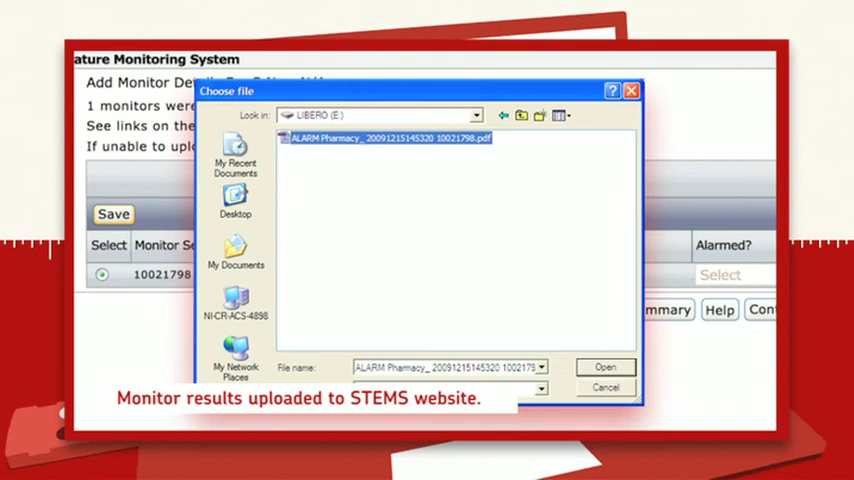 ature Monitoring System
Add Monitor Det
1 monitors were
See links on the
If unable to uplo
Save
Select
Monitor Se
Alarmed?
10021798
Select
mmary
Help
Cont
Choose file
Look in:
LIBERO (E:)
ALARM Pharmacy_ 20091215145320 10021798.pdf
My Recent
Documents
Desktop
My Documents
NI-CR-ACS-4898
My Network
Places
File name:
ALARM Pharmacy_ 20091215145320 1002179
Open
Cancel
Monitor results uploaded to STEMS website.